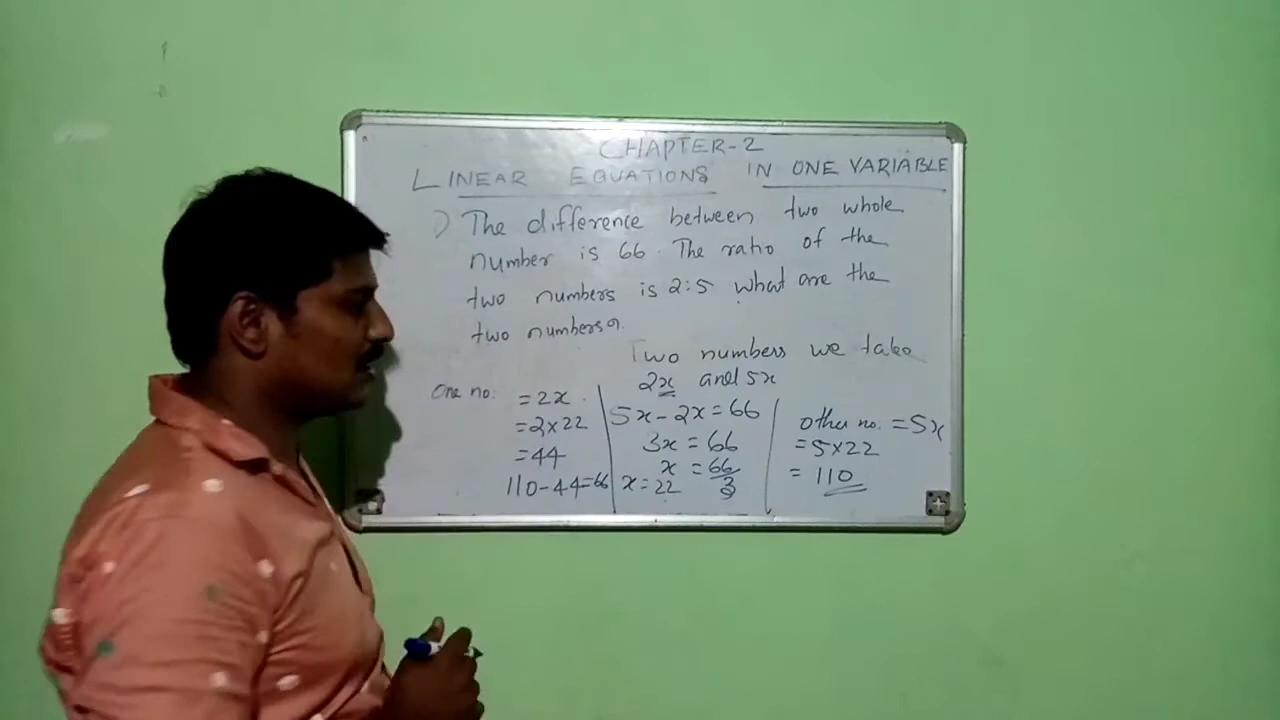 CHAPTER-2
LINEAR EQUATIONS IN ONE VARIABLE
1) The difference between two whole
number is 66. The ratio of the
two numbers is 2:5 what are the
two numbers?
Two numbers we take
2x and 5x
One no: = 2x
= 2x22
= 44
110-44=66
5x-2x=66
3x = 66
x = 66/3
x=22
other no. = 5x
= 5x22
= 110